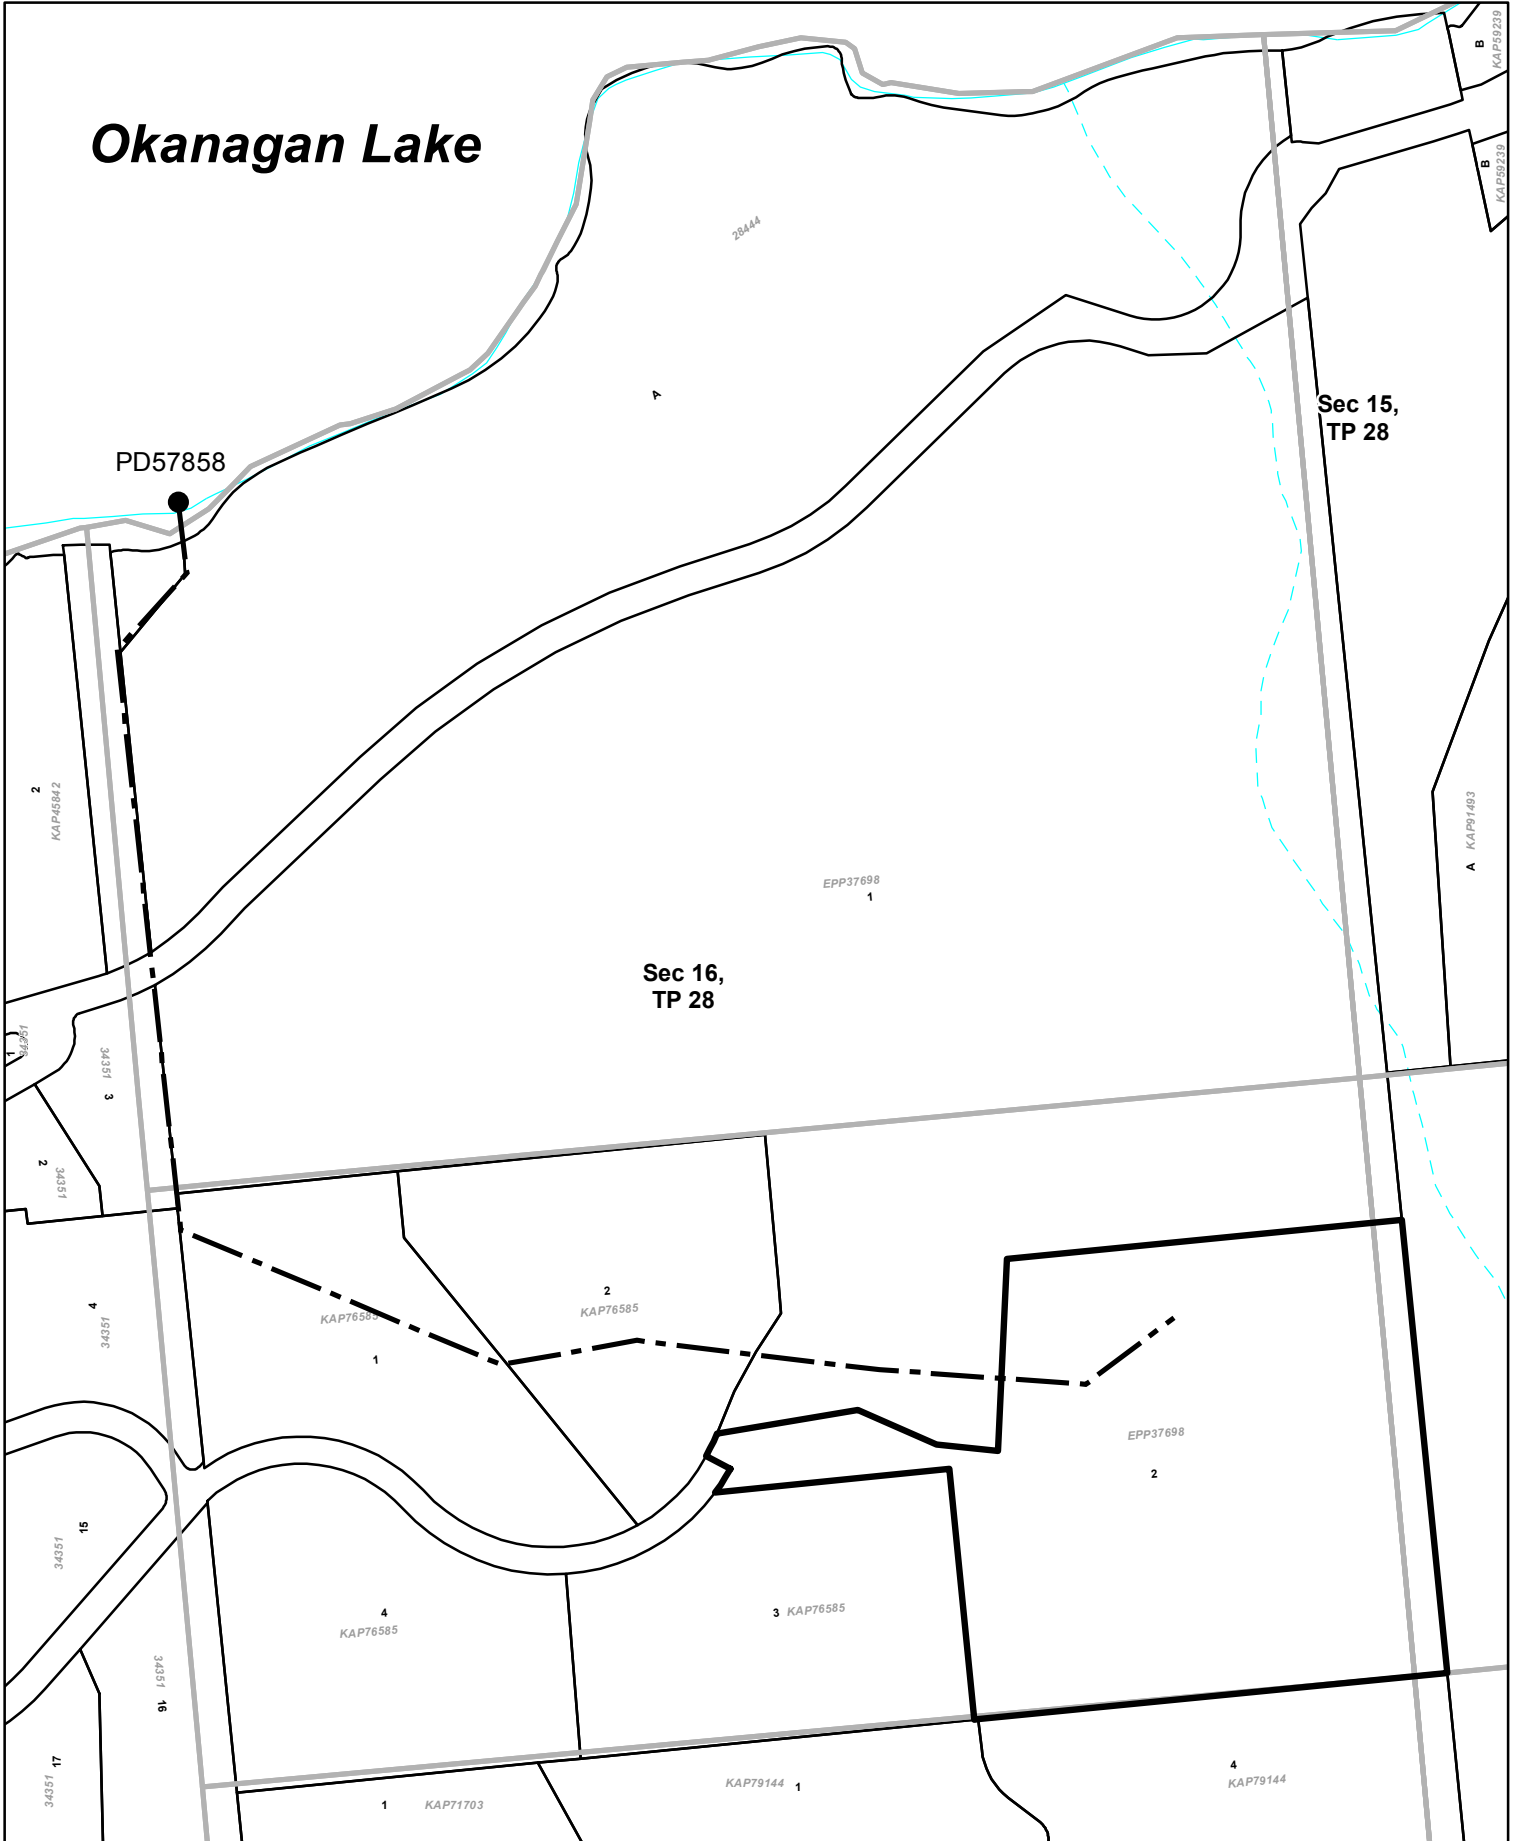 B
KAP59239
Okanagan Lake
B
KAP59239
28444
A
Sec 15,
TP 28
PD57858
2
KAP45842
A KAP91493
EPP37698
1
Sec 16,
TP 28
1
34351
34351
3
2
34351
4
34351
KAP76585
1
2
KAP76585
EPP37698
2
15
34351
4
KAP76585
3 KAP76585
34351
16
17
34351
1 KAP71703
KAP79144 1
4
KAP79144